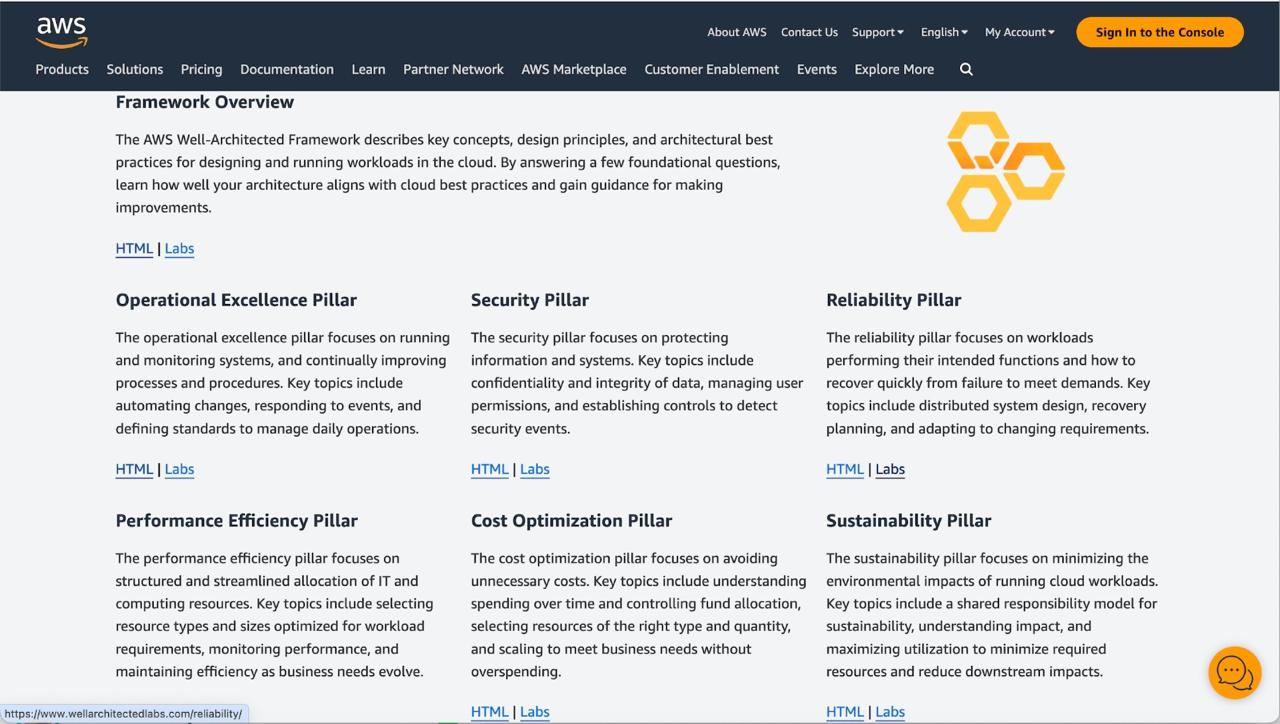 aws
About AWS Contact Us Support English My Account Sign In to the Console
Products Solutions Pricing Documentation Learn Partner Network AWS Marketplace Customer Enablement Events Explore More
Framework Overview
The AWS Well-Architected Framework describes key concepts, design principles, and architectural best
practices for designing and running workloads in the cloud. By answering a few foundational questions,
learn how well your architecture aligns with cloud best practices and gain guidance for making
improvements.
HTML | Labs
Operational Excellence Pillar
The operational excellence pillar focuses on running
and monitoring systems, and continually improving
processes and procedures. Key topics include
automating changes, responding to events, and
defining standards to manage daily operations.
HTML | Labs
Security Pillar
The security pillar focuses on protecting
information and systems. Key topics include
confidentiality and integrity of data, managing user
permissions, and establishing controls to detect
security events.
HTML | Labs
Reliability Pillar
The reliability pillar focuses on workloads
performing their intended functions and how to
recover quickly from failure to meet demands. Key
topics include distributed system design, recovery
planning, and adapting to changing requirements.
HTML | Labs
Performance Efficiency Pillar
The performance efficiency pillar focuses on
structured and streamlined allocation of IT and
computing resources. Key topics include selecting
resource types and sizes optimized for workload
requirements, monitoring performance, and
maintaining efficiency as business needs evolve.
Cost Optimization Pillar
The cost optimization pillar focuses on avoiding
unnecessary costs. Key topics include understanding
spending over time and controlling fund allocation,
selecting resources of the right type and quantity,
and scaling to meet business needs without
overspending.
HTML | Labs
Sustainability Pillar
The sustainability pillar focuses on minimizing the
environmental impacts of running cloud workloads.
Key topics include a shared responsibility model for
sustainability, understanding impact, and
maximizing utilization to minimize required
resources and reduce downstream impacts.
HTML | Labs
https://www.wellarchitectedlabs.com/reliability/